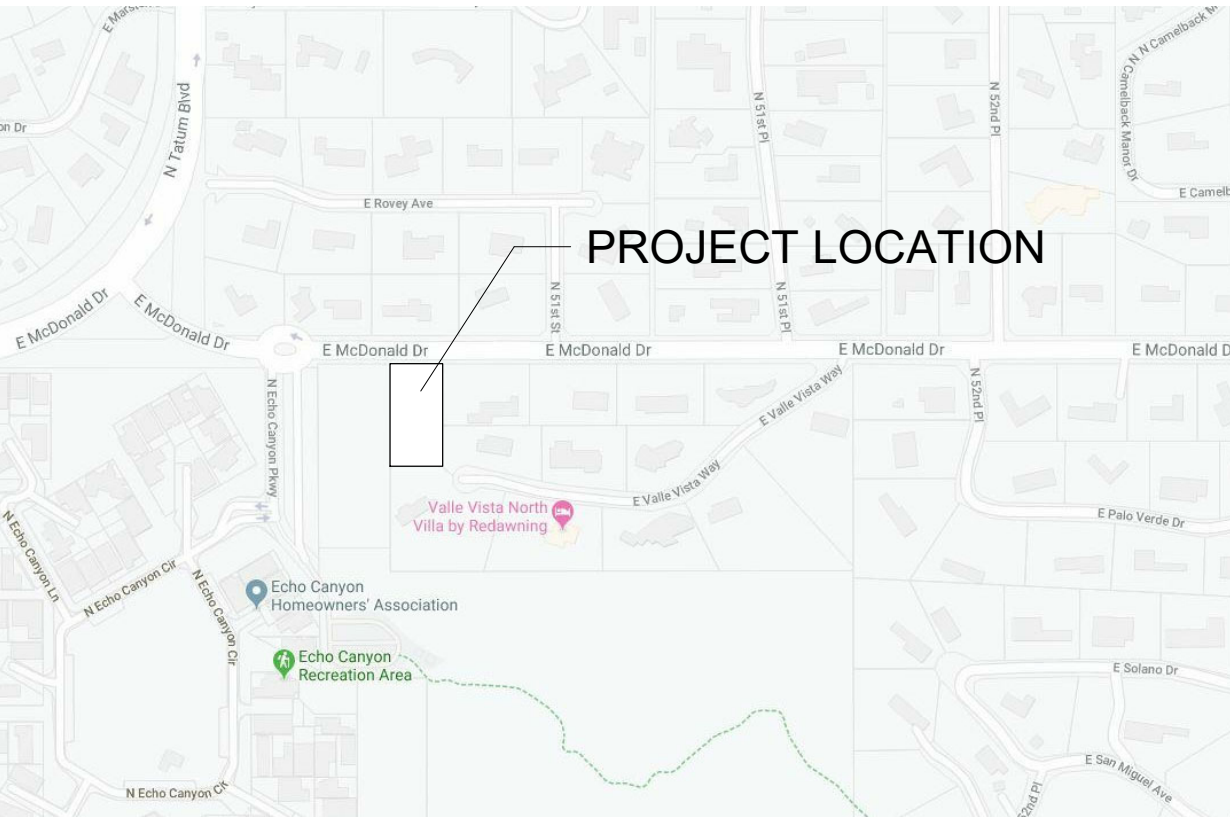 N Tatum Blvd
on Dr
N 51st Pl
N 52nd Pl
N Camelback M
Camelback Manor Dr
E Camelb
E Rovey Ave
PROJECT LOCATION
N 51st St
N 51st Pl
E McDonald Dr
E McDonald Dr
E McDonald Dr
E McDonald Dr
E McDonald Dr
E McDonald D
N Echo Canyon Pkwy
E Valle Vista Way
N 52nd Pl
E Valle Vista Way
Valle Vista North
Villa by Redawning
E Palo Verde Dr
N Echo Canyon Ln
N Echo Canyon Cir
N Echo Canyon Cir
Echo Canyon
Homeowners' Association
Echo Canyon
Recreation Area
E Solano Dr
E San Miguel Ave
2nd Pl
N Echo Canyon Cir